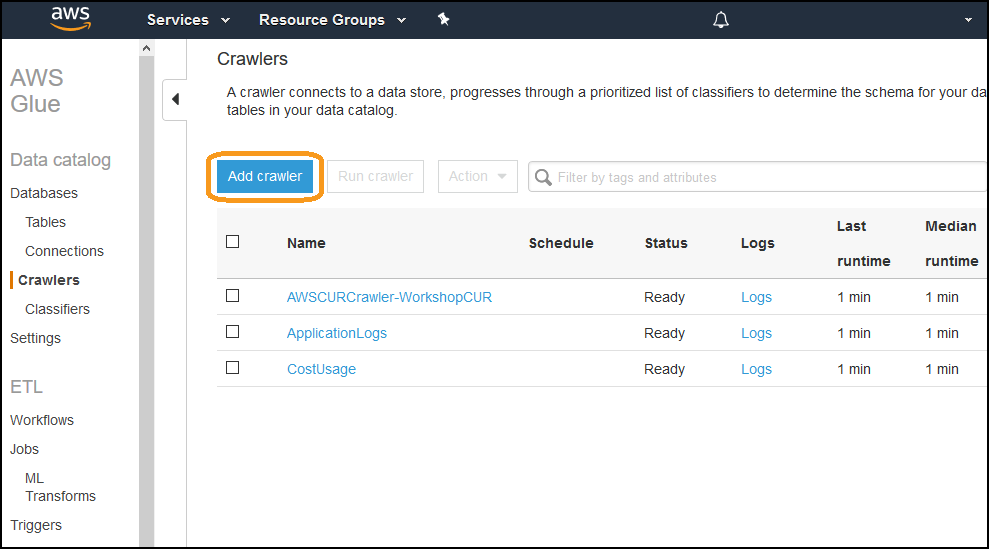 aws
Services
Resource Groups
AWS
Glue
Data catalog
Databases
Tables
Connections
Crawlers
Classifiers
Settings
ETL
Workflows
Jobs
ML
Transforms
Triggers
Crawlers
A crawler connects to a data store, progresses through a prioritized list of classifiers to determine the schema for your da
tables in your data catalog.
Add crawler
Run crawler
Action
Filter by tags and attributes
Name Schedule Status Logs Last runtime Median runtime
AWSCURCrawler-WorkshopCUR Ready Logs 1 min 1 min
ApplicationLogs Ready Logs 1 min 1 min
CostUsage Ready Logs 1 min 1 min